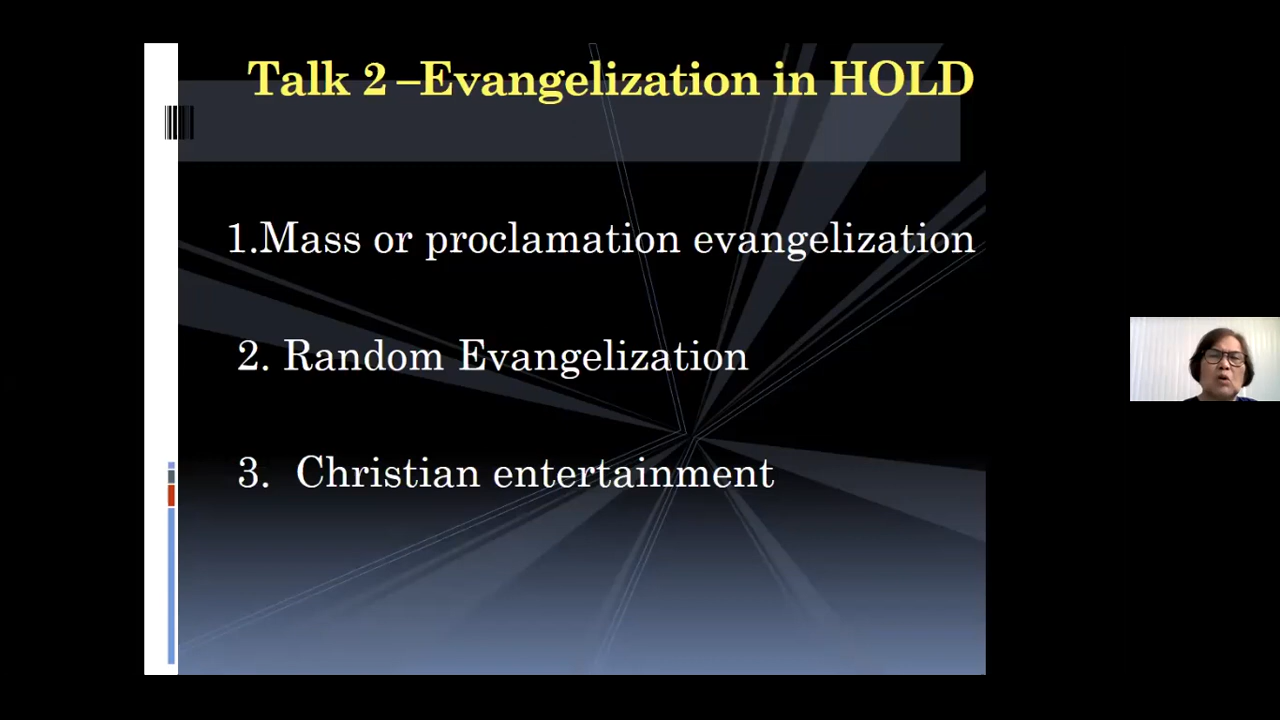 Talk 2 –Evangelization in HOLD
1.Mass or proclamation evangelization
2. Random Evangelization
3. Christian entertainment